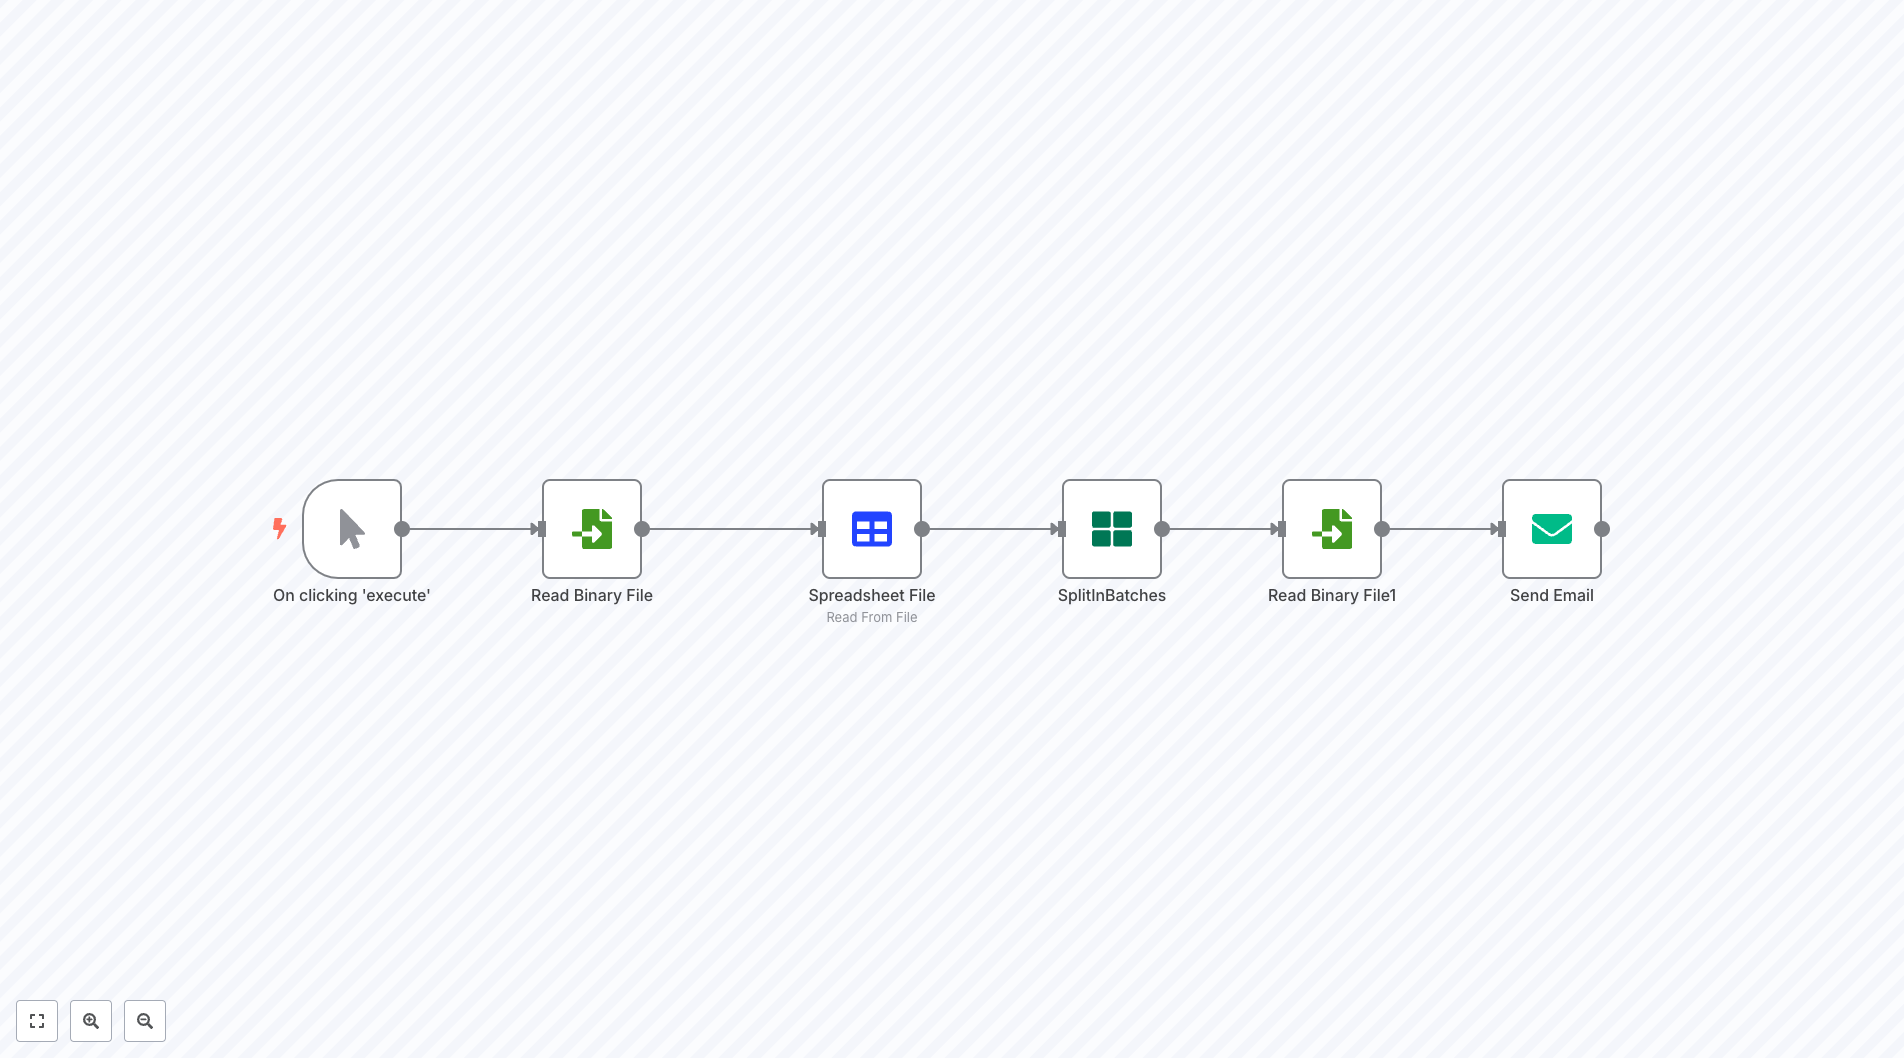 On clicking 'execute'
Read Binary File
Spreadsheet File
Read From File
SplitInBatches
Read Binary File1
Send Email